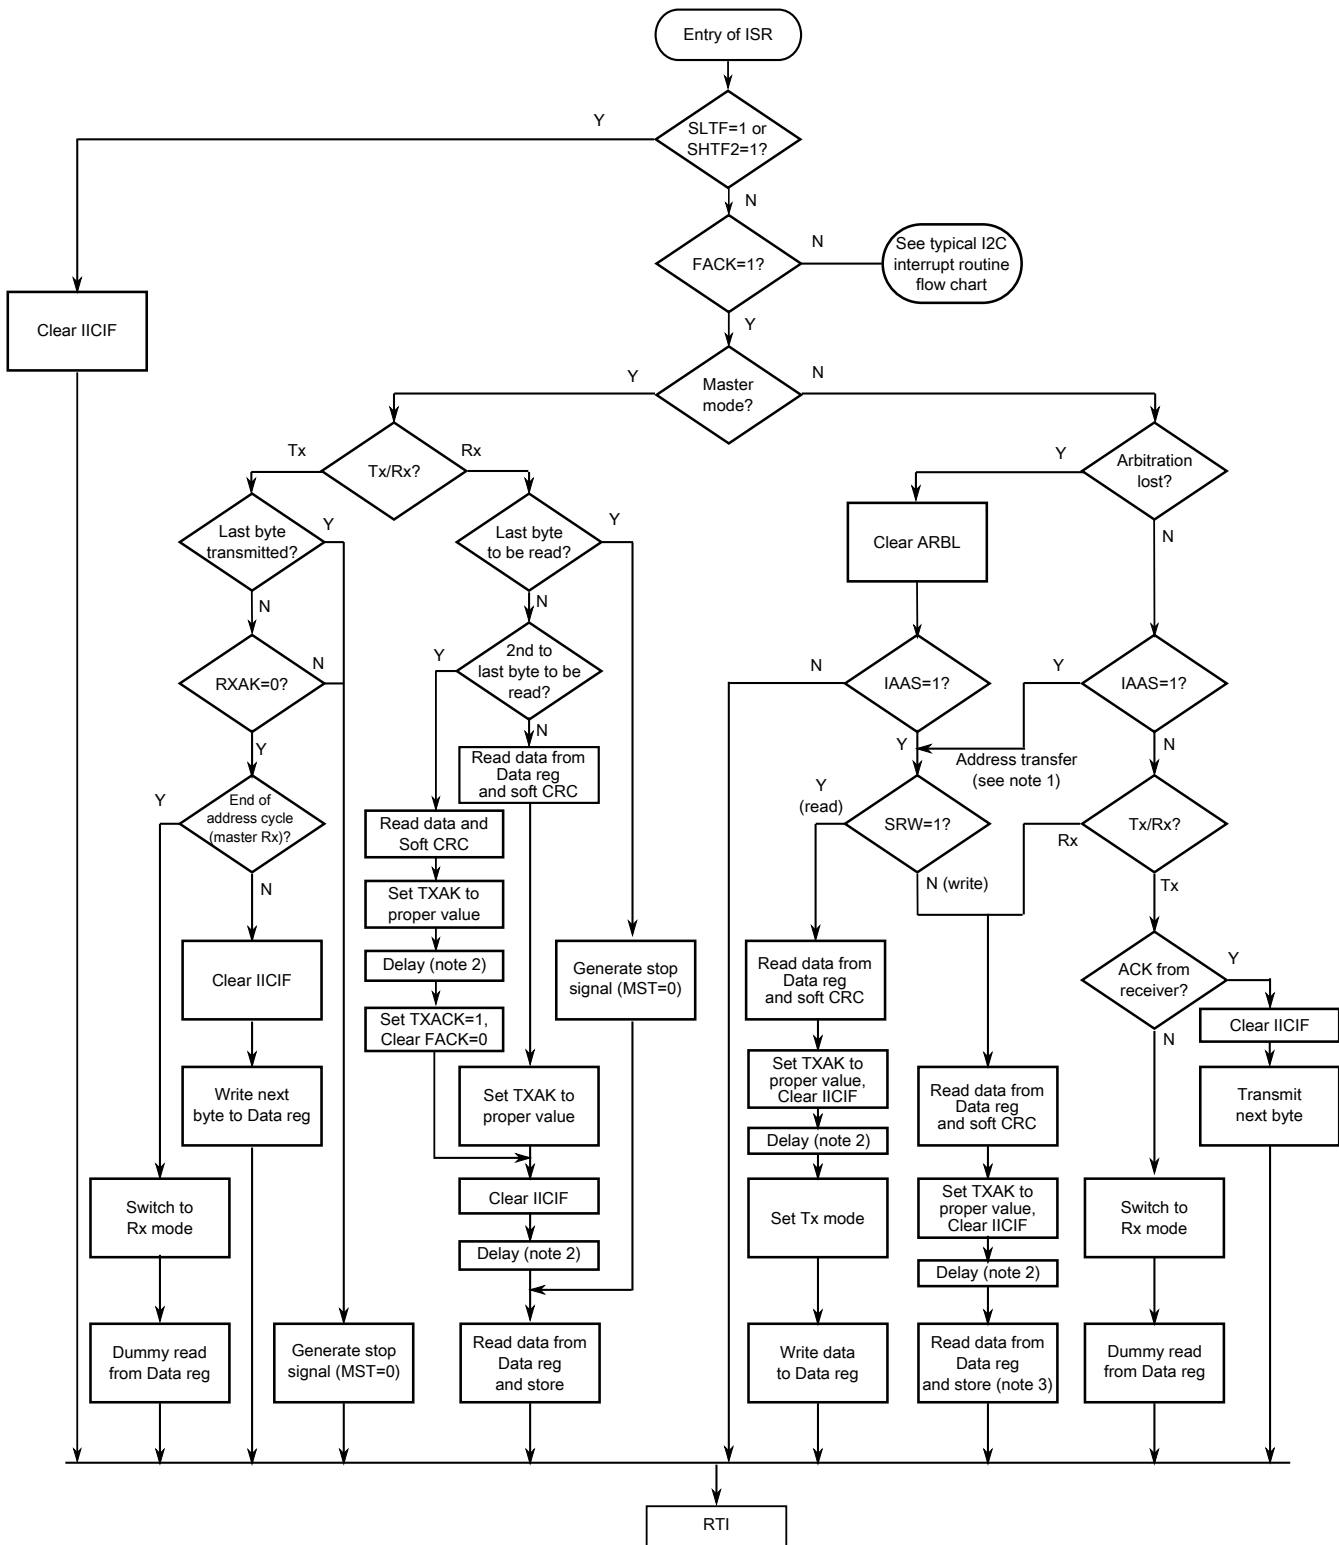 Entry of ISR
SLTF=1 or
SHTF2=1?
Y
N
FACK=1?
N
See typical I2C
interrupt routine
flow chart
Y
Clear IICIF
Master
mode?
Y
N
Tx/Rx?
Tx
Rx
Arbitration
lost?
Y
N
Last byte
transmitted?
Y
N
Last byte
to be read?
Y
N
Clear ARBL
RXAK=0?
N
Y
2nd to
last byte to be
read?
Y
N
IAAS=1?
N
Y
IAAS=1?
Y
N
Address transfer
(see note 1)
End of
address cycle
(master Rx)?
Y
N
Read data from
Data reg
and soft CRC
Read data and
Soft CRC
Set TXAK to
proper value
Delay (note 2)
Set TXACK=1,
Clear FACK=0
Y
(read)
SRW=1?
N (write)
Tx/Rx?
Rx
Tx
Clear IICIF
Generate stop
signal (MST=0)
Read data from
Data reg
and soft CRC
ACK from
receiver?
Y
N
Clear IICIF
Write next
byte to Data reg
Set TXAK to
proper value
Set TXAK to
proper value,
Clear IICIF
Delay (note 2)
Read data from
Data reg
and soft CRC
Transmit
next byte
Switch to
Rx mode
Clear IICIF
Delay (note 2)
Set Tx mode
Set TXAK to
proper value,
Clear IICIF
Delay (note 2)
Switch to
Rx mode
Dummy read
from Data reg
Generate stop
signal (MST=0)
Read data from
Data reg
and store
Write data
to Data reg
Read data from
Data reg
and store (note 3)
Dummy read
from Data reg
RTI